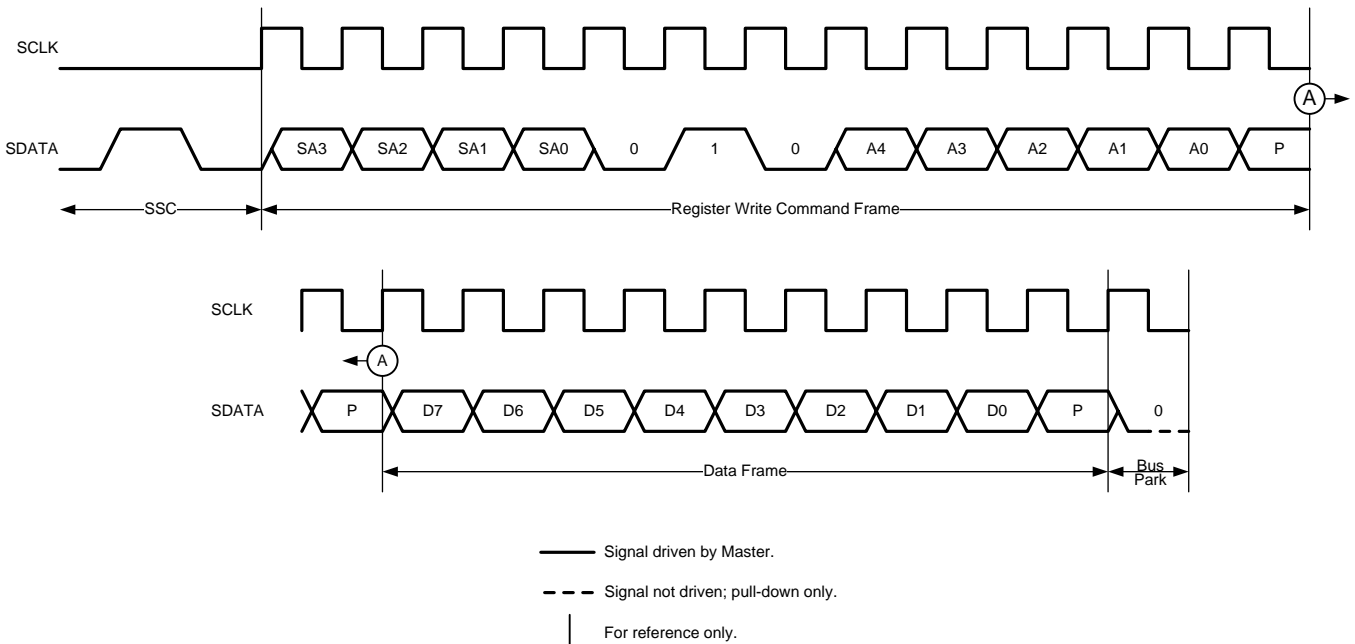 SCLK
A
SDATA SA3 SA2 SA1 SA0 0 1 0 A4 A3 A2 A1 A0 P
SSC Register Write Command Frame
SCLK
A
SDATA P D7 D6 D5 D4 D3 D2 D1 D0 P 0
Data Frame Bus
Park
Signal driven by Master.
Signal not driven; pull-down only.
For reference only.